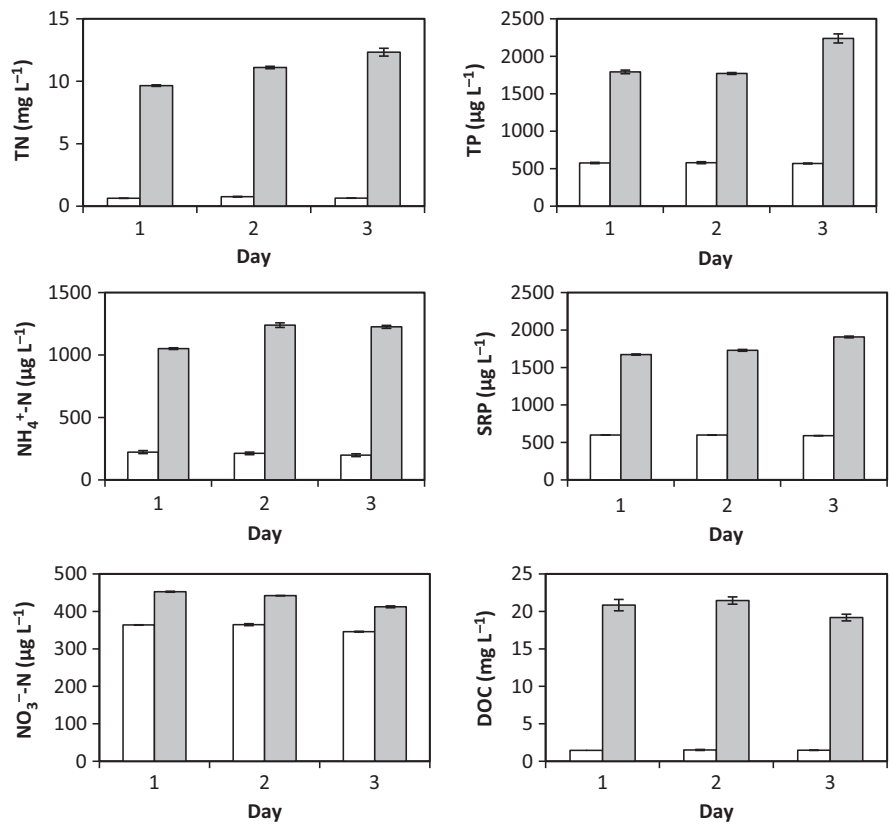 TN (mg L⁻¹)
15
10
5
0
1 2 3
Day
TP (µg L⁻¹)
2500
2000
1500
1000
500
0
1 2 3
Day
NH₄⁺-N (µg L⁻¹)
1500
1000
500
0
1 2 3
Day
SRP (µg L⁻¹)
2500
2000
1500
1000
500
0
1 2 3
Day
NO₃⁻-N (µg L⁻¹)
500
400
300
200
100
0
1 2 3
Day
DOC (mg L⁻¹)
25
20
15
10
5
0
1 2 3
Day